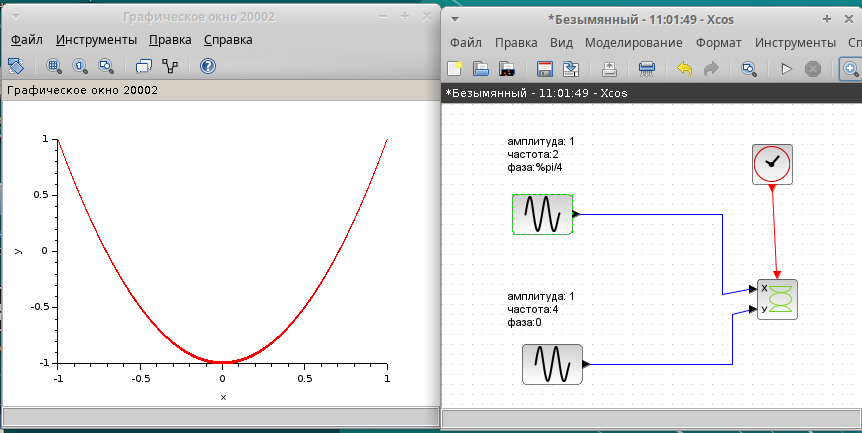 Графическое окно 20002
Файл Инструменты Правка Справка
Графическое окно 20002
1
0.5
0
-0.5
-1
y
-1 -0.5 0 0.5 1
x
*Безымянный - 11:01:49 - Xcos
Файл Правка Вид Моделирование Формат Инструменты Сп
*Безымянный - 11:01:49 - Xcos
амплитуда: 1
частота:2
фаза:%pi/4
X
y
амплитуда: 1
частота:4
фаза:0